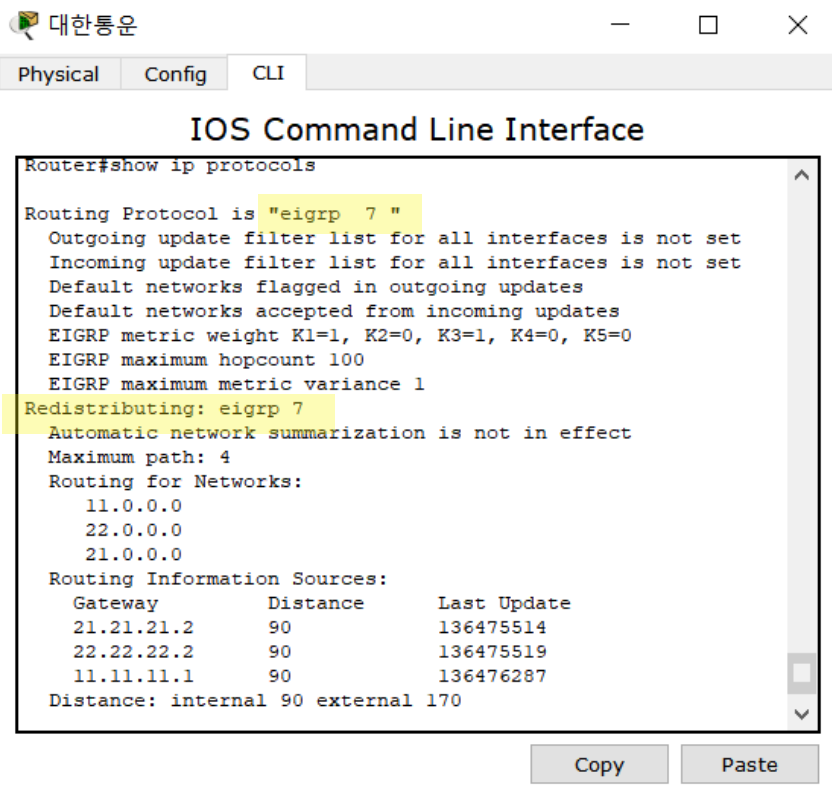 대한통운
Physical Config CLI
IOS Command Line Interface
Router#show ip protocols
Routing Protocol is "eigrp  7 "
  Outgoing update filter list for all interfaces is not set
  Incoming update filter list for all interfaces is not set
  Default networks flagged in outgoing updates
  Default networks accepted from incoming updates
  EIGRP metric weight K1=1, K2=0, K3=1, K4=0, K5=0
  EIGRP maximum hopcount 100
  EIGRP maximum metric variance 1
Redistributing: eigrp 7
  Automatic network summarization is not in effect
  Maximum path: 4
  Routing for Networks:
     11.0.0.0
     22.0.0.0
     21.0.0.0
  Routing Information Sources:
    Gateway         Distance      Last Update
    21.21.21.2      90            136475514
    22.22.22.2      90            136475519
    11.11.11.1      90            136476287
  Distance: internal 90 external 170
Copy Paste